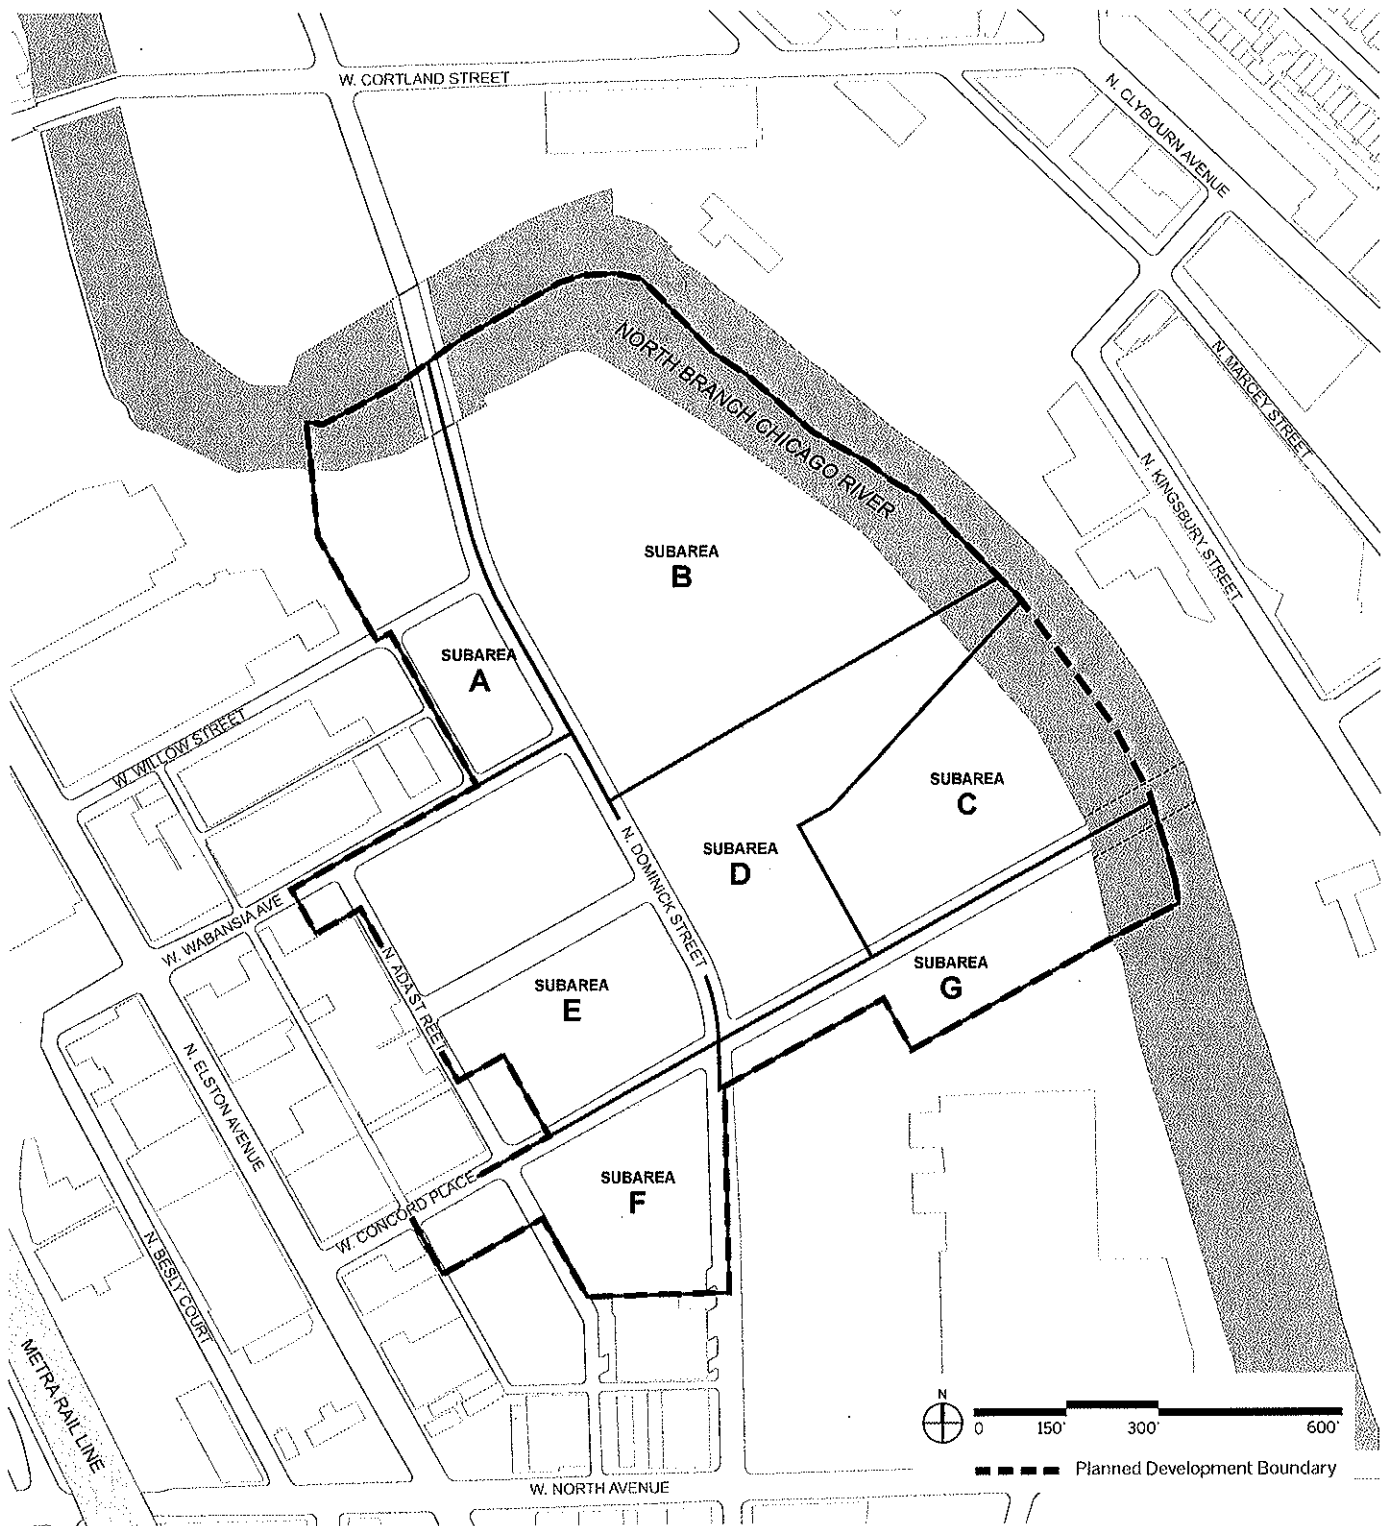 W. CORTLAND STREET
N. CLYBOURN AVENUE
NORTH BRANCH CHICAGO RIVER
N. MARCEY STREET
N. KINGSBURY STREET
SUBAREA
B
SUBAREA
A
W. WILLOW STREET
SUBAREA
C
SUBAREA
D
N. DOMINICK STREET
W. WABANSIA AVE
N. ADA STREET
SUBAREA
E
SUBAREA
G
N. ELSTON AVENUE
SUBAREA
F
W. CONCORD PLACE
N. BESLY COURT
METRA RAIL LINE
N
0 150' 300' 600'
Planned Development Boundary
W. NORTH AVENUE